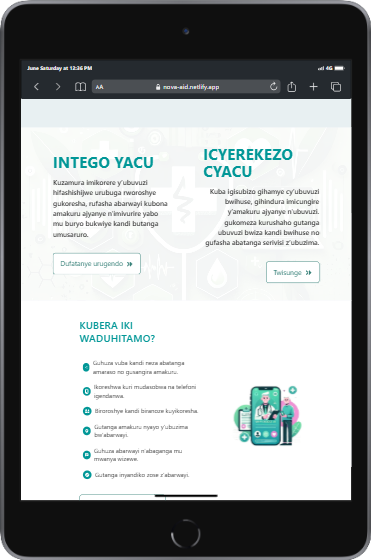 June Saturday at 13:36 PM
4G
AA
nova-aid.netlify.app
INTEGO YACU
Kuzamura imikorere y'ubuvuzi
hifashishijwe urubuga rworoshye
gukoresha, rufasha abarwayi kubona
amakuru ajyanye n'imivurire yabo
mu buryo bukwiye kandi butanga
umusaruro.
Dufatanye urugendo »
ICYEREKEZO
CYACU
Kuba igisubizo gihamye cy'ubuvuzi
bwihuse, gihindura imicungire
y'amakuru ajyanye n'ubuvuzi.
gukomeza kurushaho gutanga
ubuvuzi bwiza kandi bwihuse no
gufasha abatanga serivisi z'ubuzima.
Twisunge »
KUBERA IKI
WADUHITAMO?
Guhuza vuba kandi neza abatanga
amaraso no gusangira amakuru.
Ikoreshwa kuri mudasobwa na telefoni
igendanwa.
Biroroshye kandi biranoze kuyikoresha.
Gutanga amakuru nyayo y'ubuzima
bw'abarwayi.
Guhuza abarwayi n'abaganga mu
mwanya wizewe.
Gutanga inyandiko zose z'abarwayi.